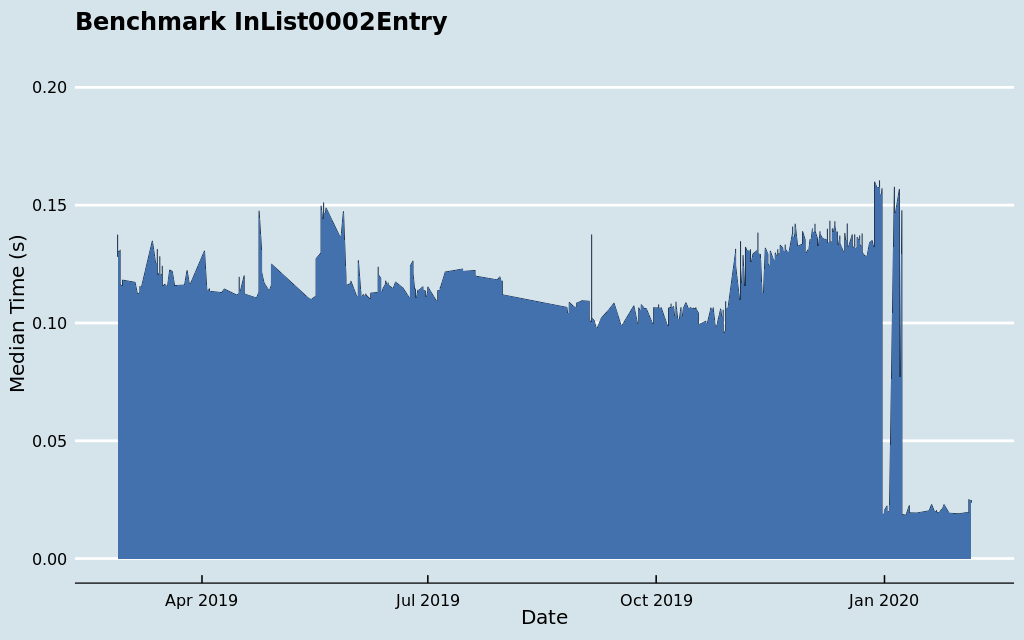 Benchmark InList0002Entry
0.20
0.15
0.10
0.05
0.00
Median Time (s)
Apr 2019
Jul 2019
Oct 2019
Jan 2020
Date